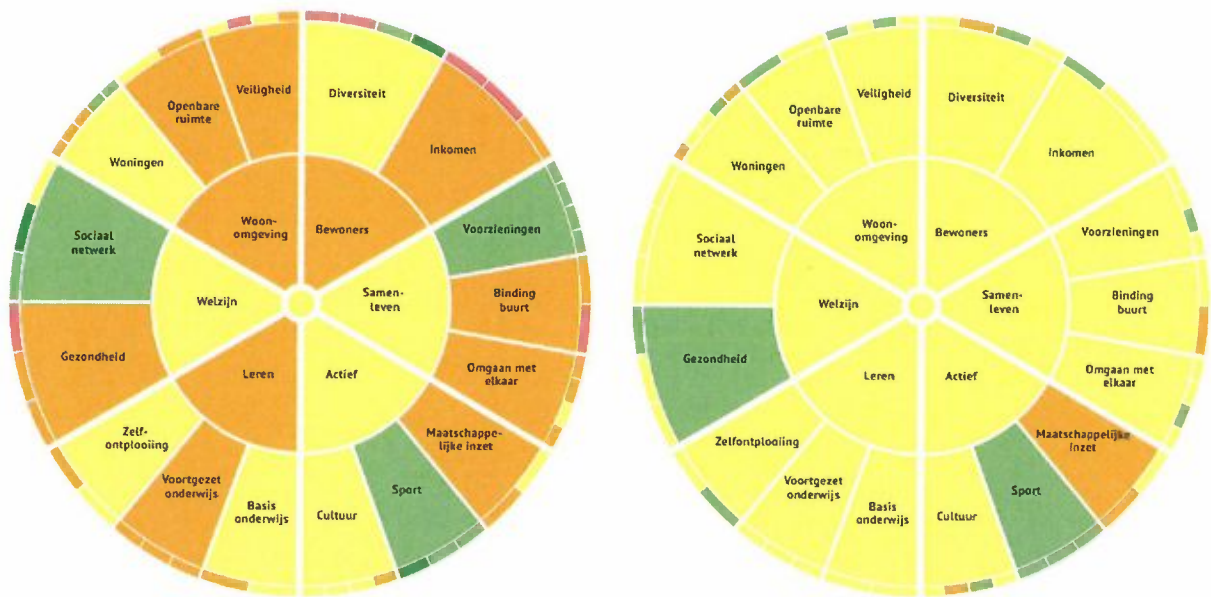 Veiligheid
Diversiteit
Openbare
ruimte
Inkomen
Woningen
Woon-
omgeving
Bewoners
Voorzieningen
Sociaal
netwerk
Welzijn
Samen-
leven
Binding
buurt
Gezondheid
Leren
Actief
Omgaan met
elkaar
Zelf-
ontplooiing
Maatschappe-
lijke inzet
Voortgezet
onderwijs
Basis
onderwijs
Cultuur
Sport
Veiligheid
Diversiteit
Openbare
ruimte
Inkomen
Woningen
Woon-
omgeving
Bewoners
Voorzieningen
Sociaal
netwerk
Welzijn
Samen-
leven
Binding
buurt
Gezondheid
Leren
Actief
Omgaan met
elkaar
Zelfontplooiing
Maatschappelijke
inzet
Voortgezet
onderwijs
Basis
onderwijs
Cultuur
Sport